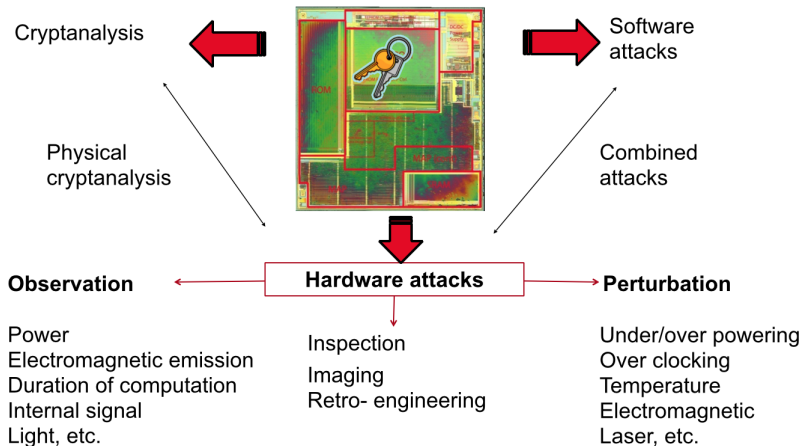 Cryptanalysis
Software
attacks
ROM
Physical
cryptanalysis
Combined
attacks
Observation
Hardware attacks
Perturbation
Power
Electromagnetic emission
Duration of computation
Internal signal
Light, etc.
Inspection
Imaging
Retro- engineering
Under/over powering
Over clocking
Temperature
Electromagnetic
Laser, etc.